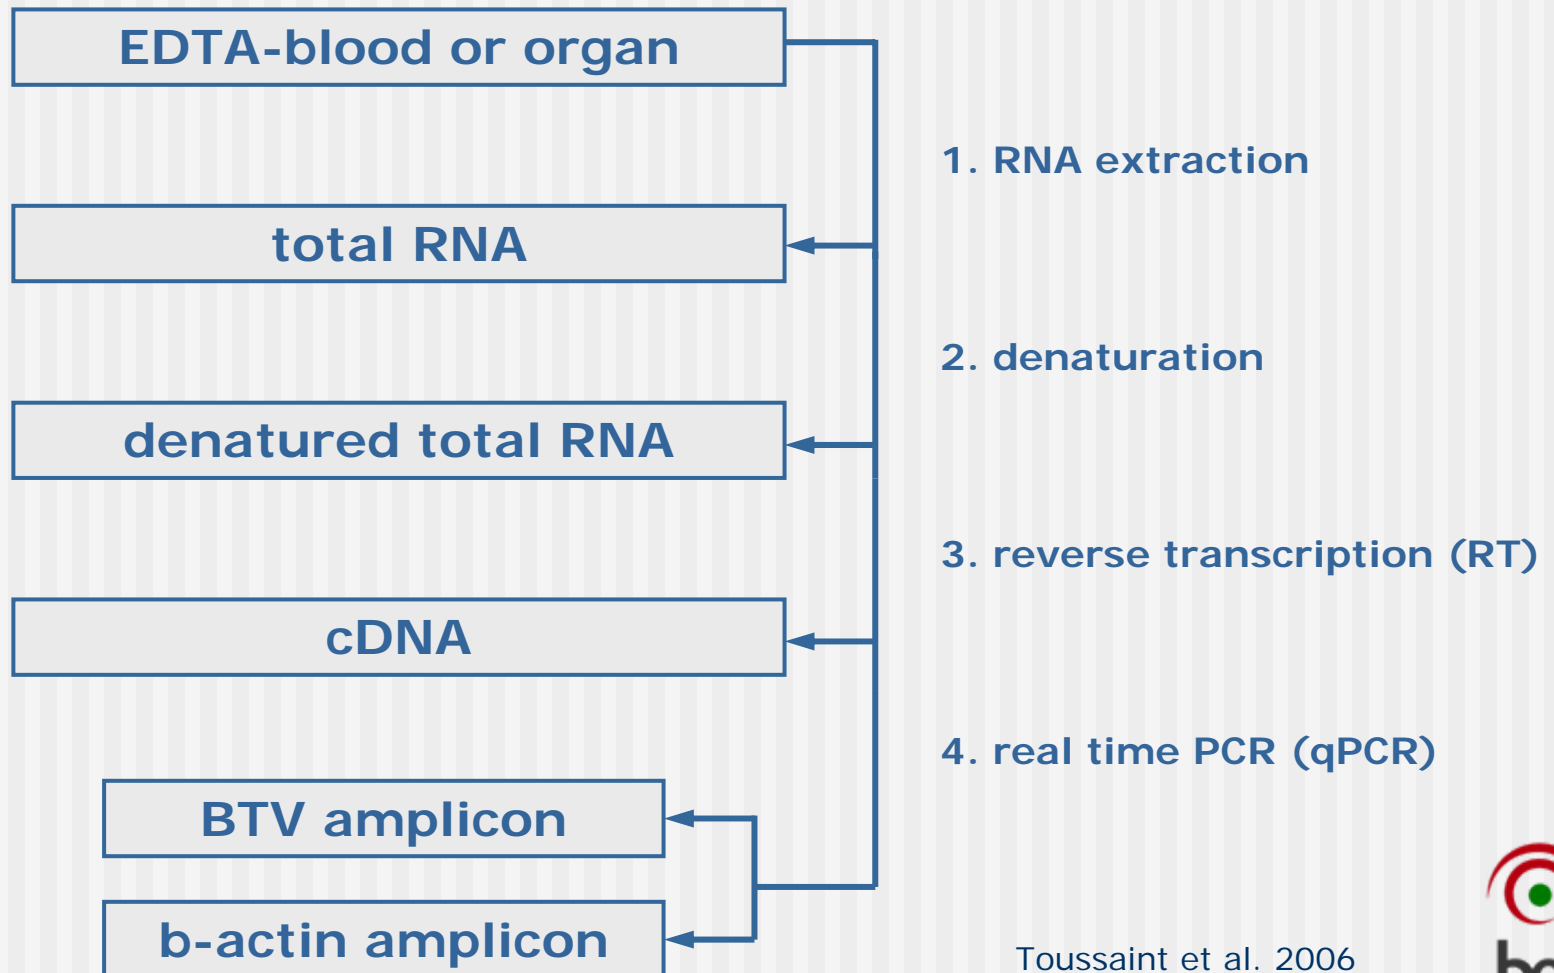 EDTA-blood or organ
1. RNA extraction
total RNA
2. denaturation
denatured total RNA
3. reverse transcription (RT)
cDNA
4. real time PCR (qPCR)
BTV amplicon
b-actin amplicon
Toussaint et al. 2006